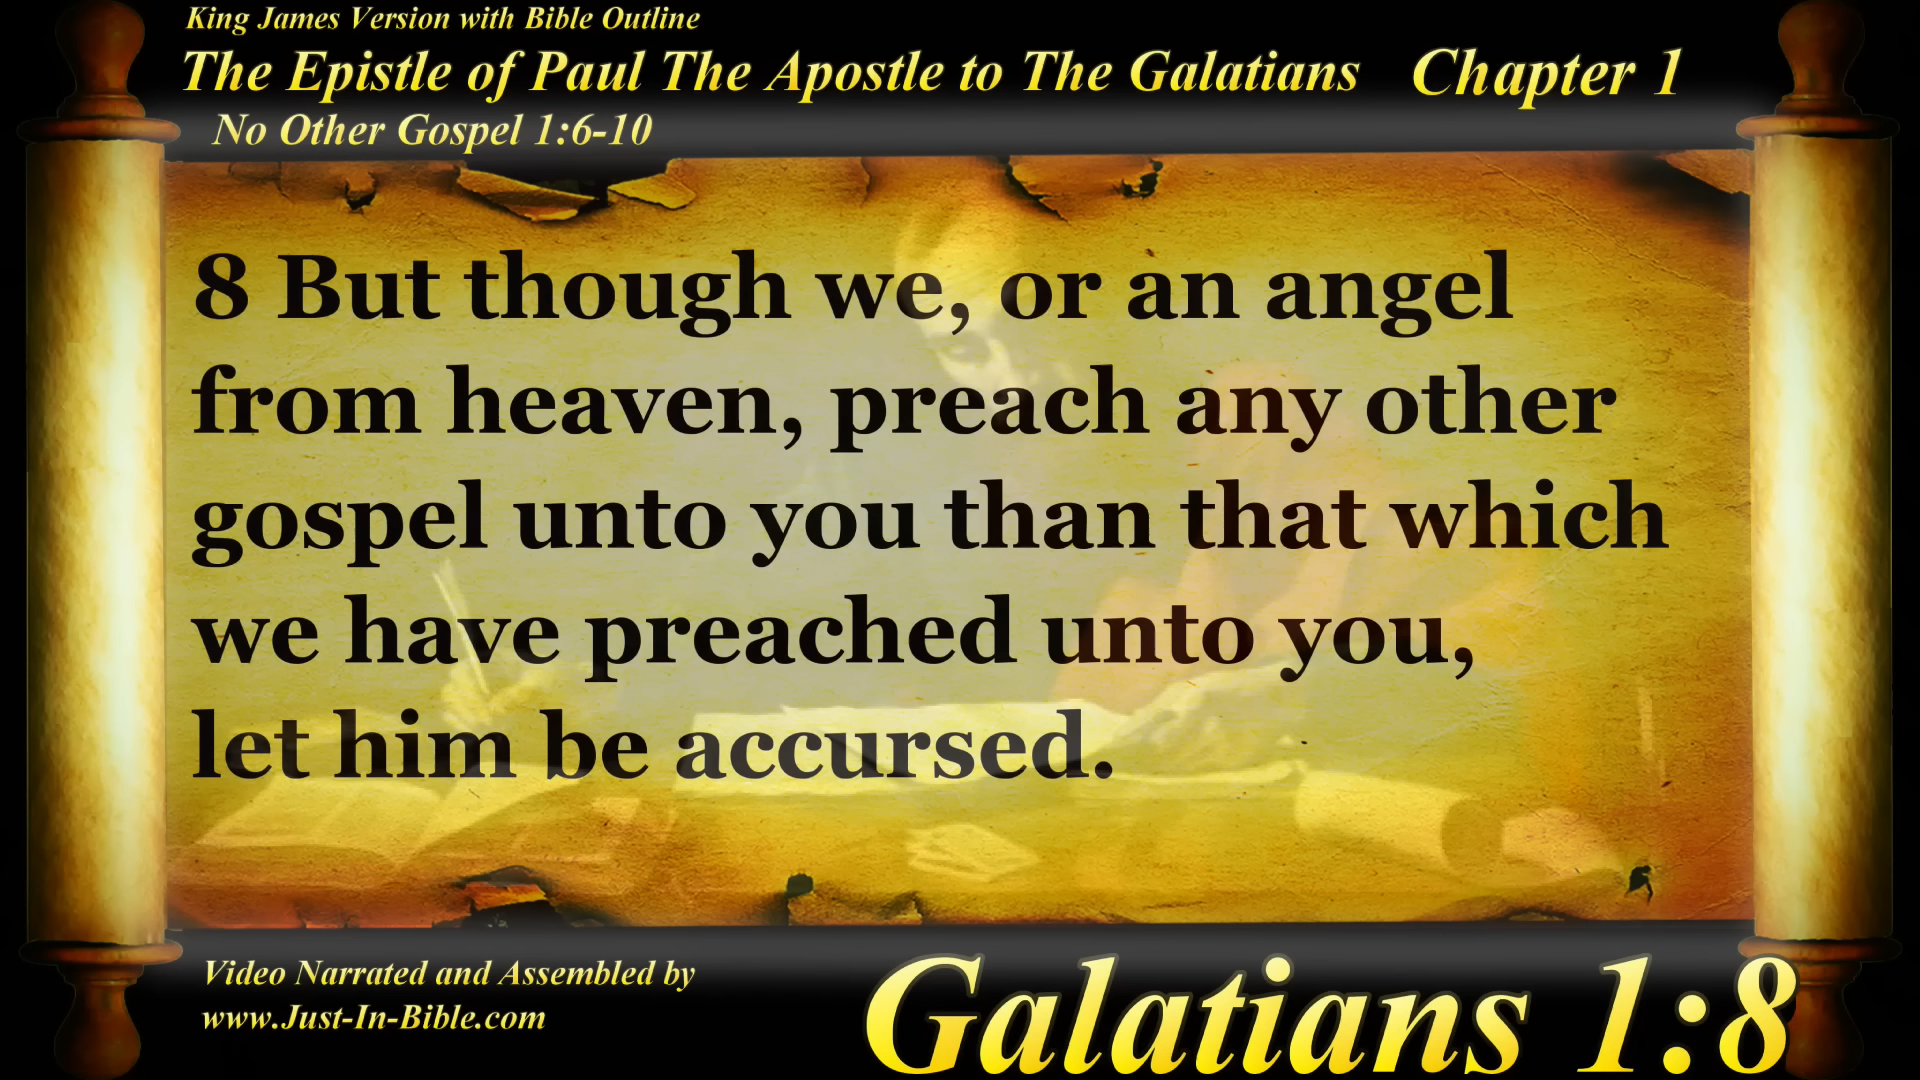 King James Version with Bible Outline
The Epistle of Paul The Apostle to The Galatians Chapter 1
No Other Gospel 1:6-10
8 But though we, or an angel
from heaven, preach any other
gospel unto you than that which
we have preached unto you,
let him be accursed.
Video Narrated and Assembled by
www.Just-In-Bible.com
Galatians 1:8